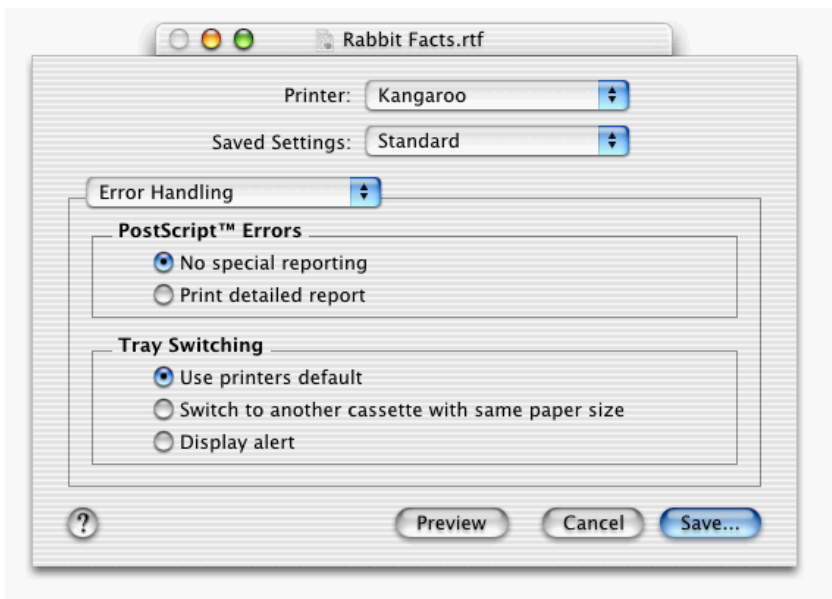 Rabbit Facts.rtf
Printer: Kangaroo
Saved Settings: Standard
Error Handling
PostScript™ Errors
No special reporting
Print detailed report
Tray Switching
Use printers default
Switch to another cassette with same paper size
Display alert
? Preview Cancel Save...